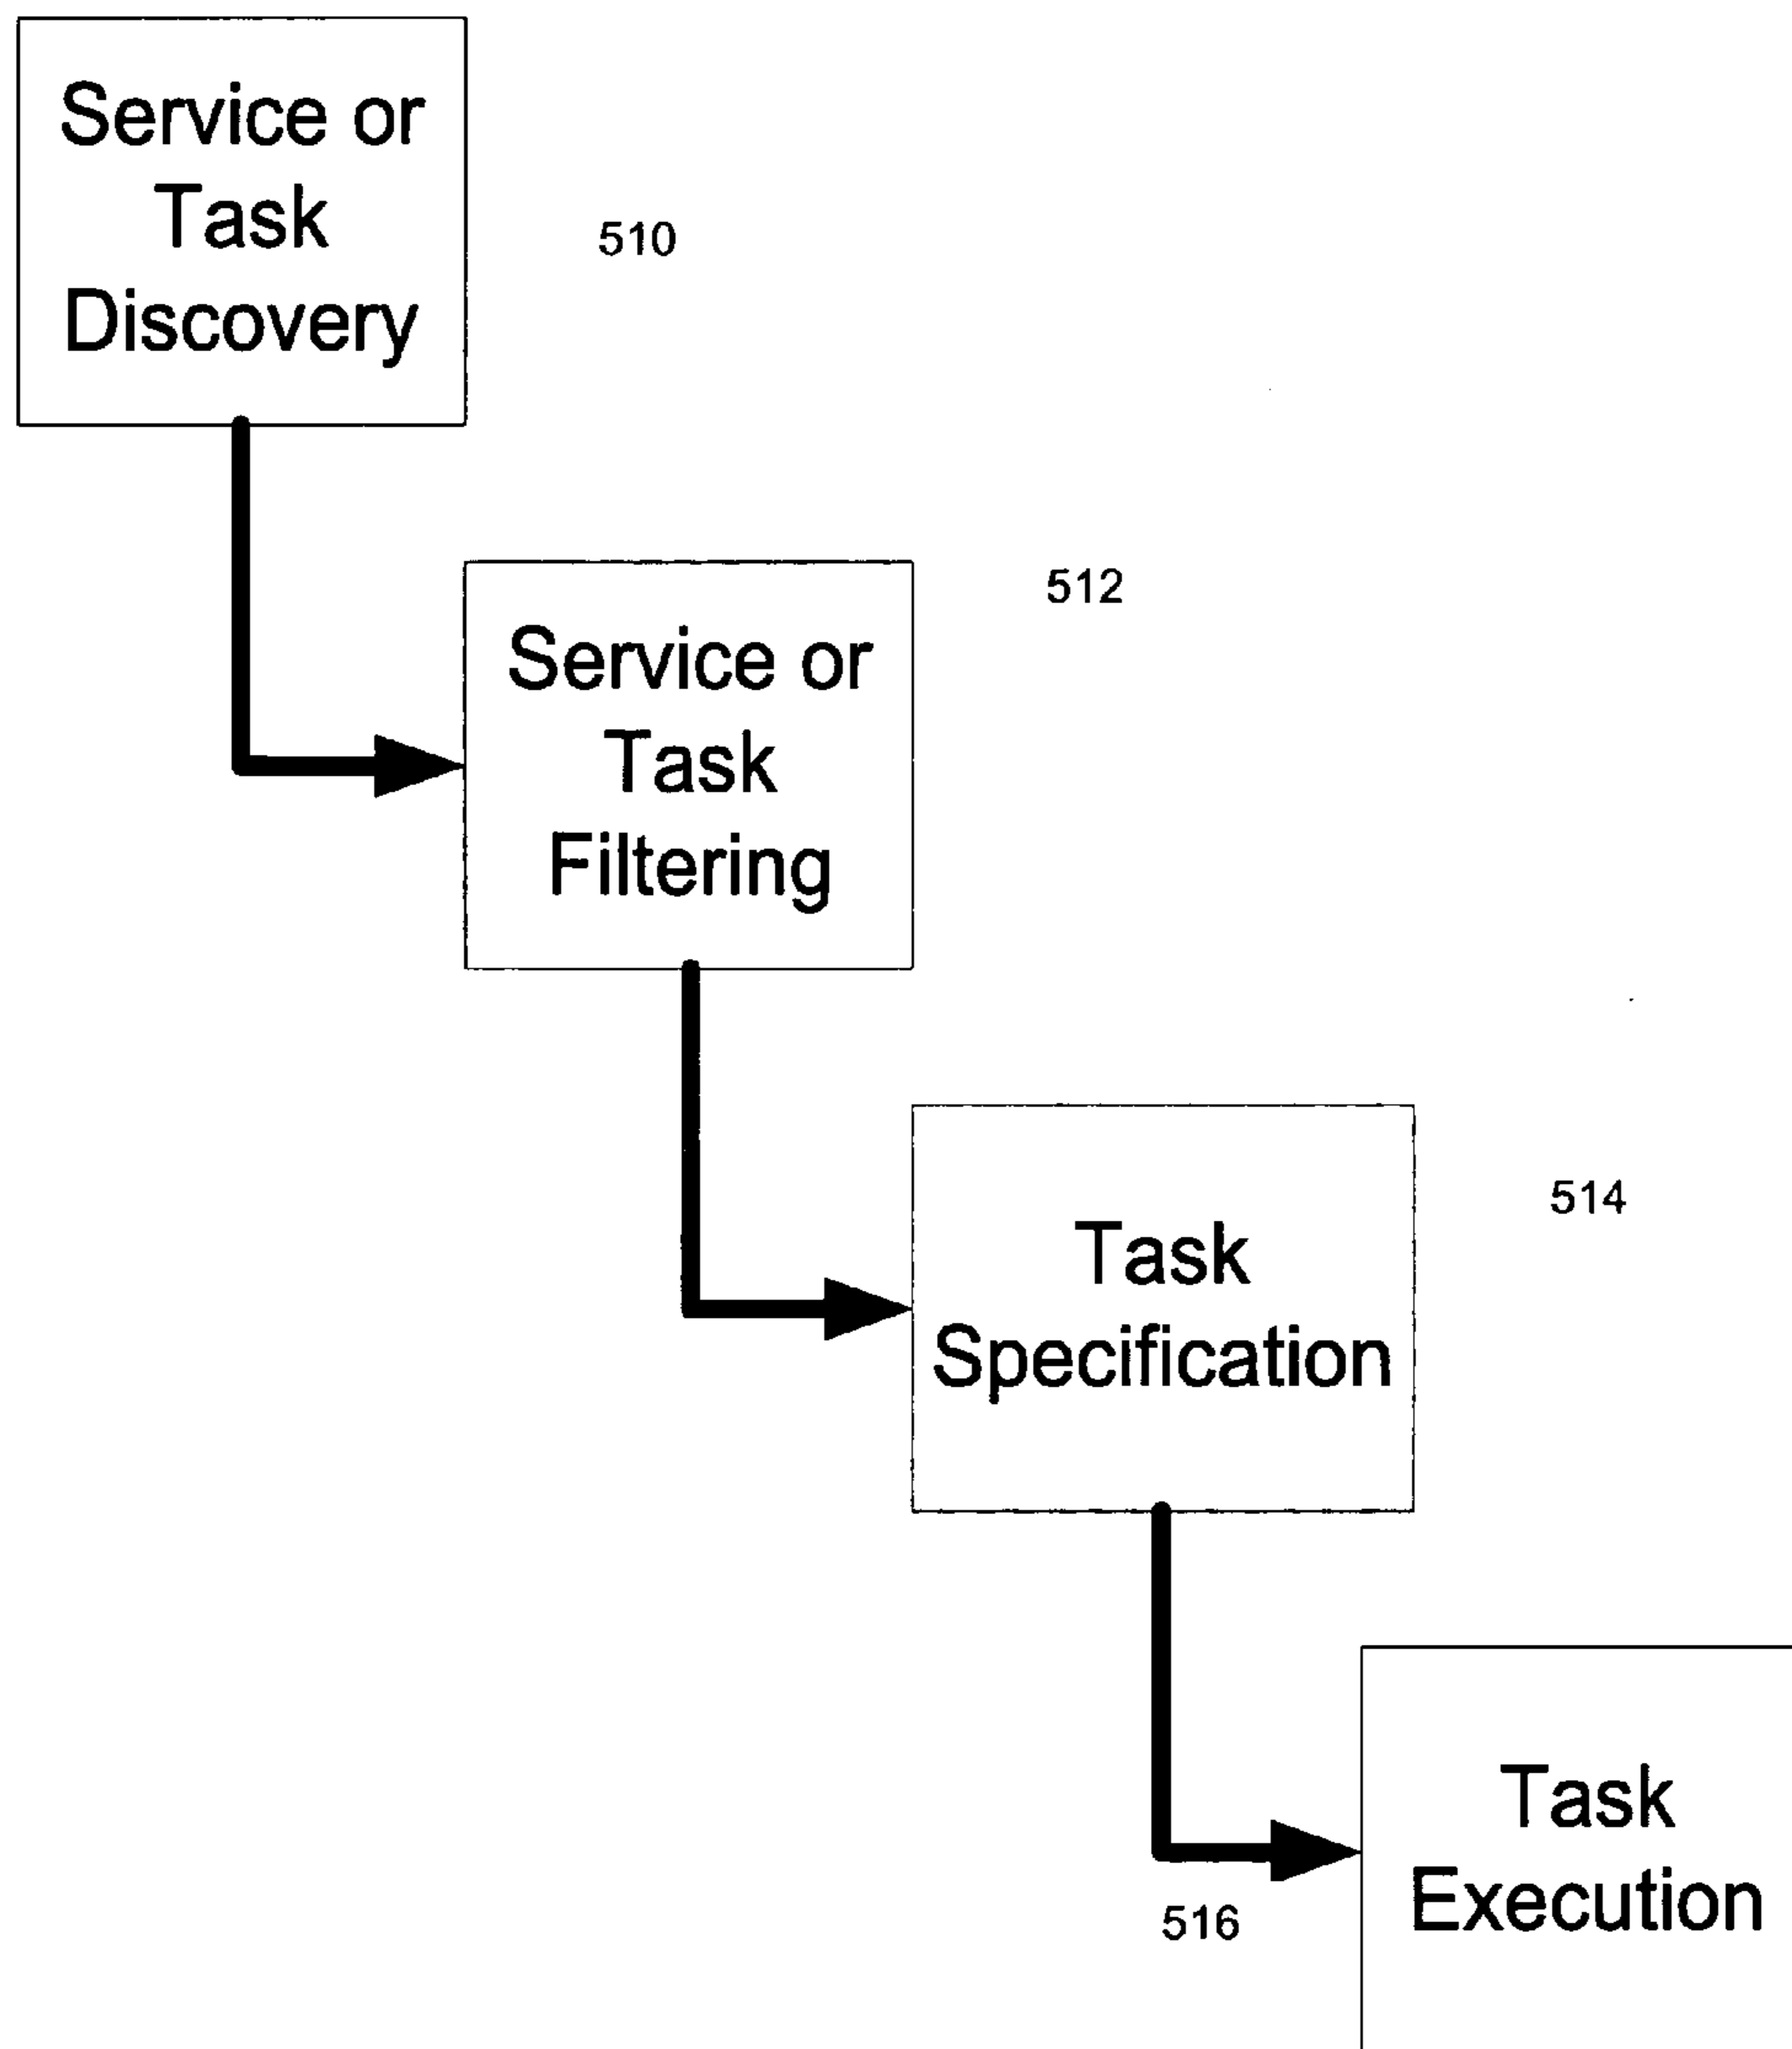 Service or
Task
Discovery
510
512
Service or
Task
Filtering
514
Task
Specification
Task
Execution
516